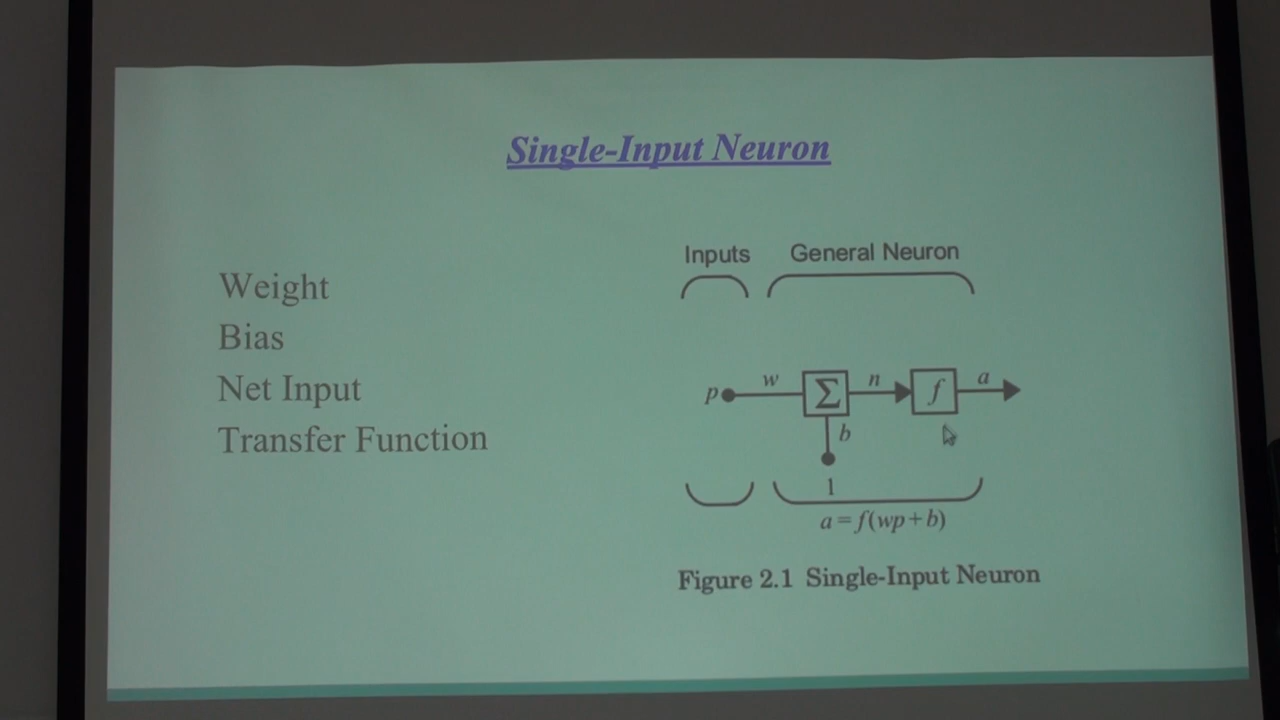 Single-Input Neuron
Weight
Bias
Net Input
Transfer Function
Inputs
General Neuron
p
w
Σ
n
f
a
b
1
a = f(wp + b)
Figure 2.1 Single-Input Neuron